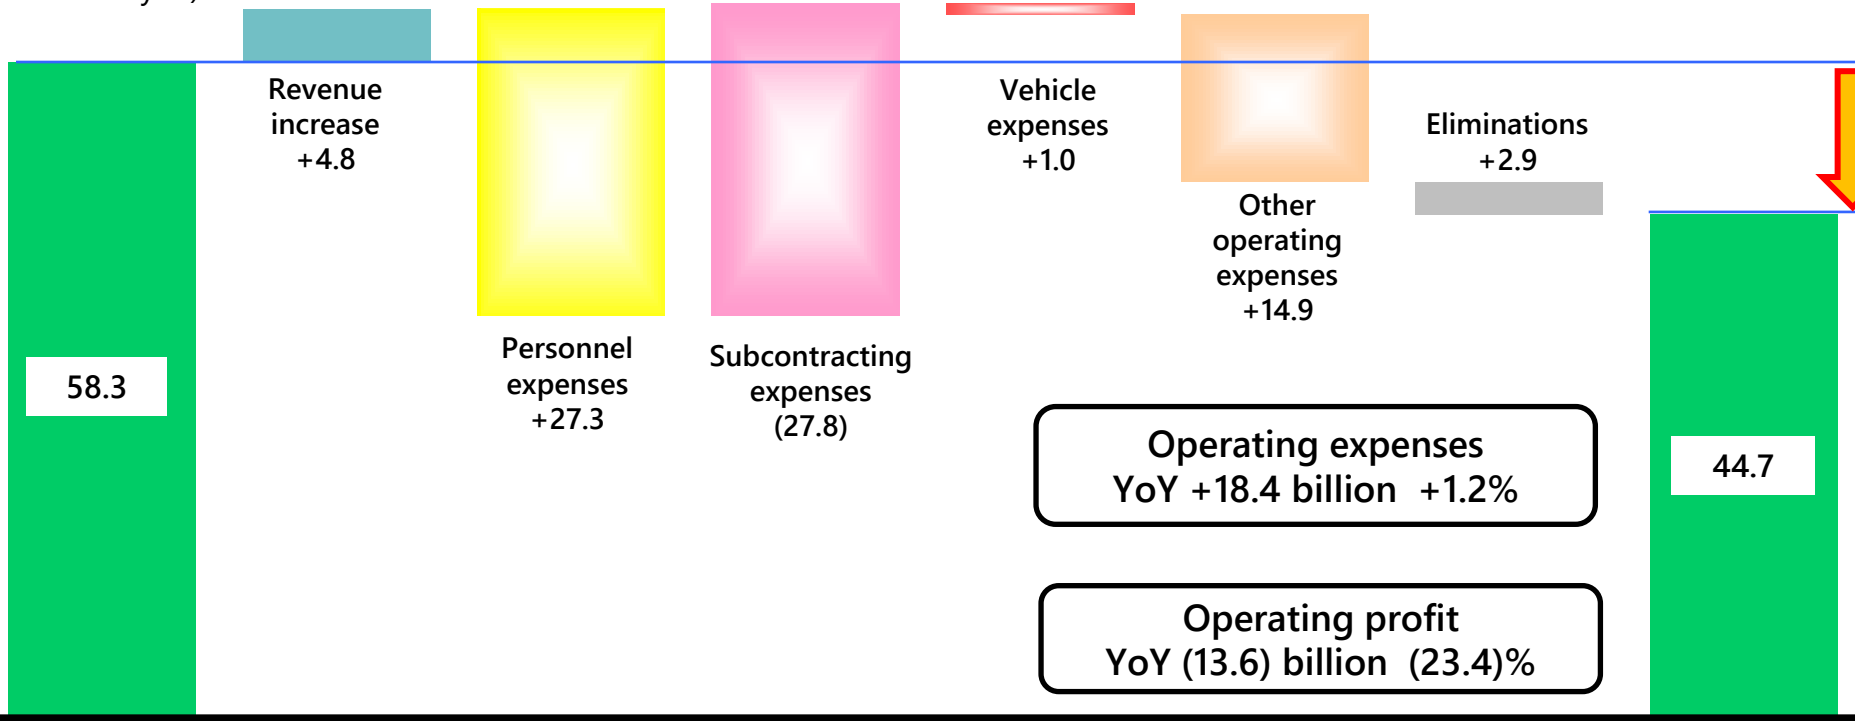 Revenue
increase
+4.8
Vehicle
expenses
+1.0
Eliminations
+2.9
Other
operating
expenses
+14.9
Personnel
expenses
+27.3
Subcontracting
expenses
(27.8)
58.3
44.7
Operating expenses
YoY +18.4 billion +1.2%
Operating profit
YoY (13.6) billion (23.4)%